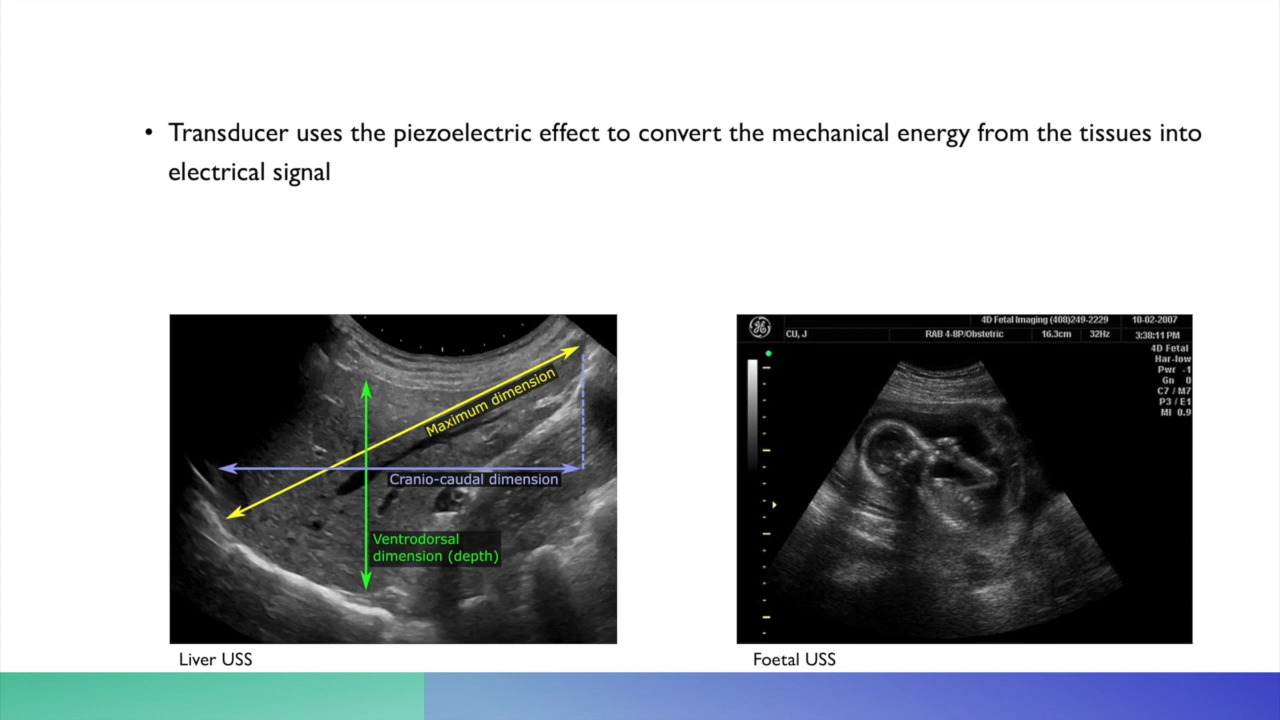 • Transducer uses the piezoelectric effect to convert the mechanical energy from the tissues into
electrical signal
Maximum dimension
Cranio-caudal dimension
Ventrodorsal
dimension (depth)
Liver USS
GE
4D Fetal Imaging (408)249-2229 10-02-2007
CU, J RAB 4-8P/Obstetric 16.3cm 32Hz 3:38:11 PM
4D Fetal
Har-low
Pwr -1
Gn 0
C7 / M7
P3 / E1
MI 0.9
Foetal USS